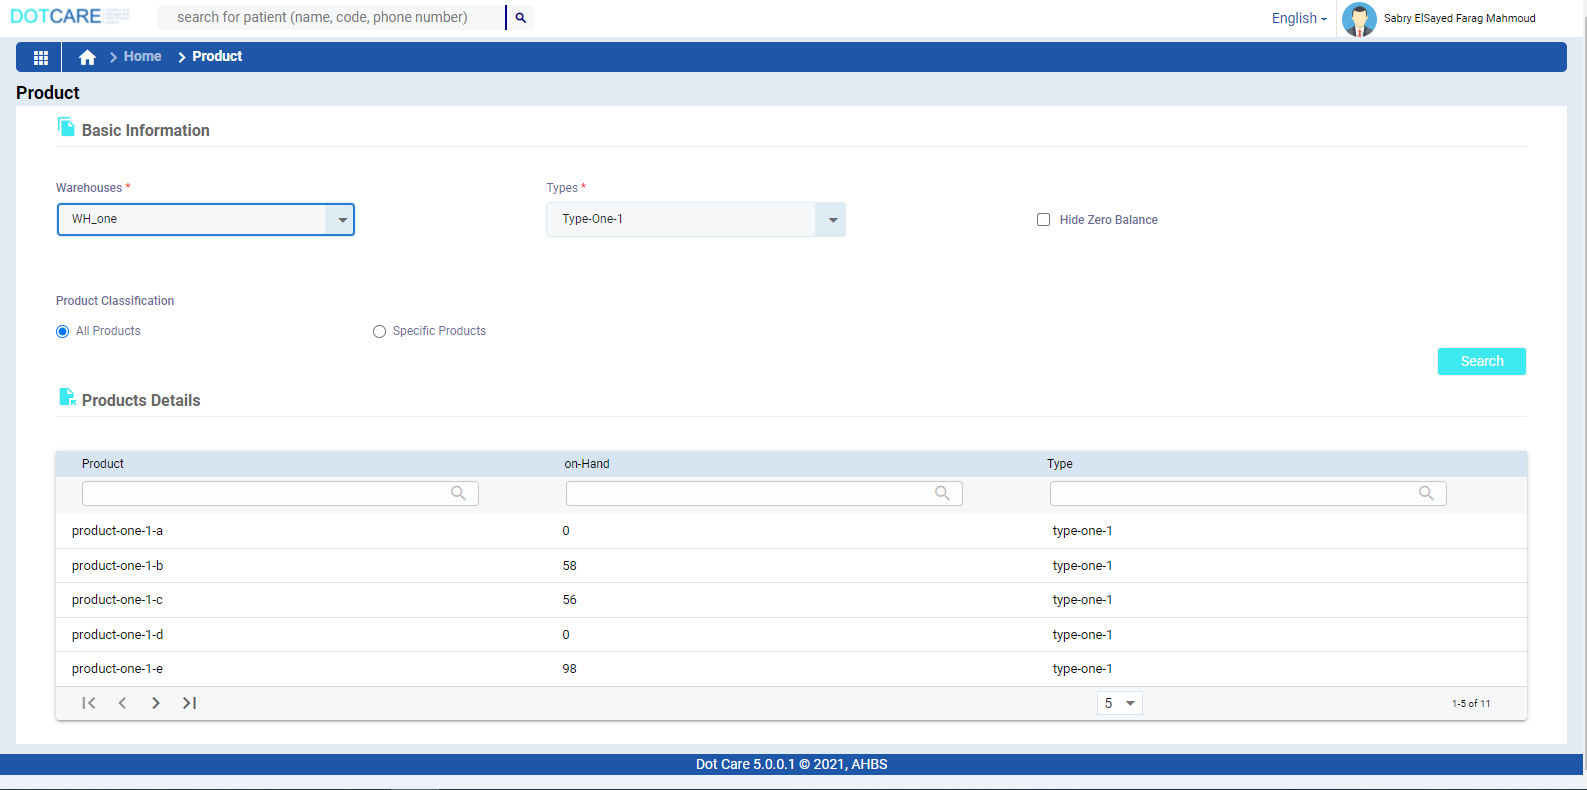 DOTCARE
search for patient (name, code, phone number)
English
Sabry ElSayed Farag Mahmoud
Home
Product
Product
Basic Information
Warehouses *
Types *
WH_one
Type-One-1
Hide Zero Balance
Product Classification
All Products
Specific Products
Search
Products Details
Product on-Hand Type
product-one-1-a 0 type-one-1
product-one-1-b 58 type-one-1
product-one-1-c 56 type-one-1
product-one-1-d 0 type-one-1
product-one-1-e 98 type-one-1
5
1-5 of 11
Dot Care 5.0.0.1 © 2021, AHBS